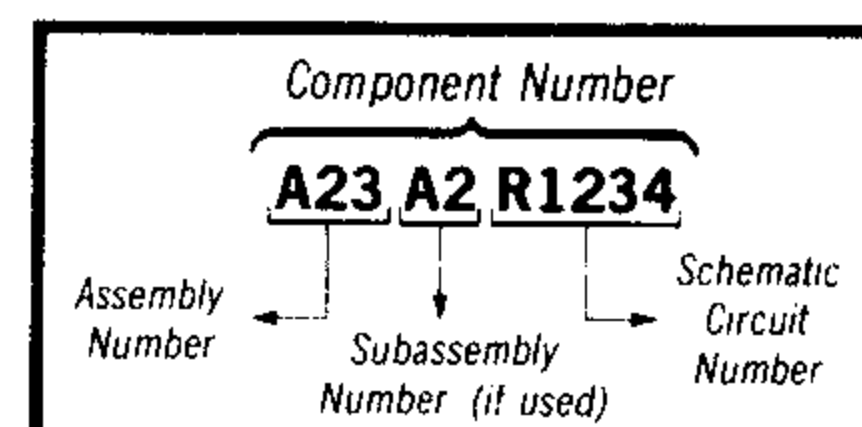 Component Number
A23 A2 R1234
Assembly
Number
Subassembly
Number (if used)
Schematic
Circuit
Number